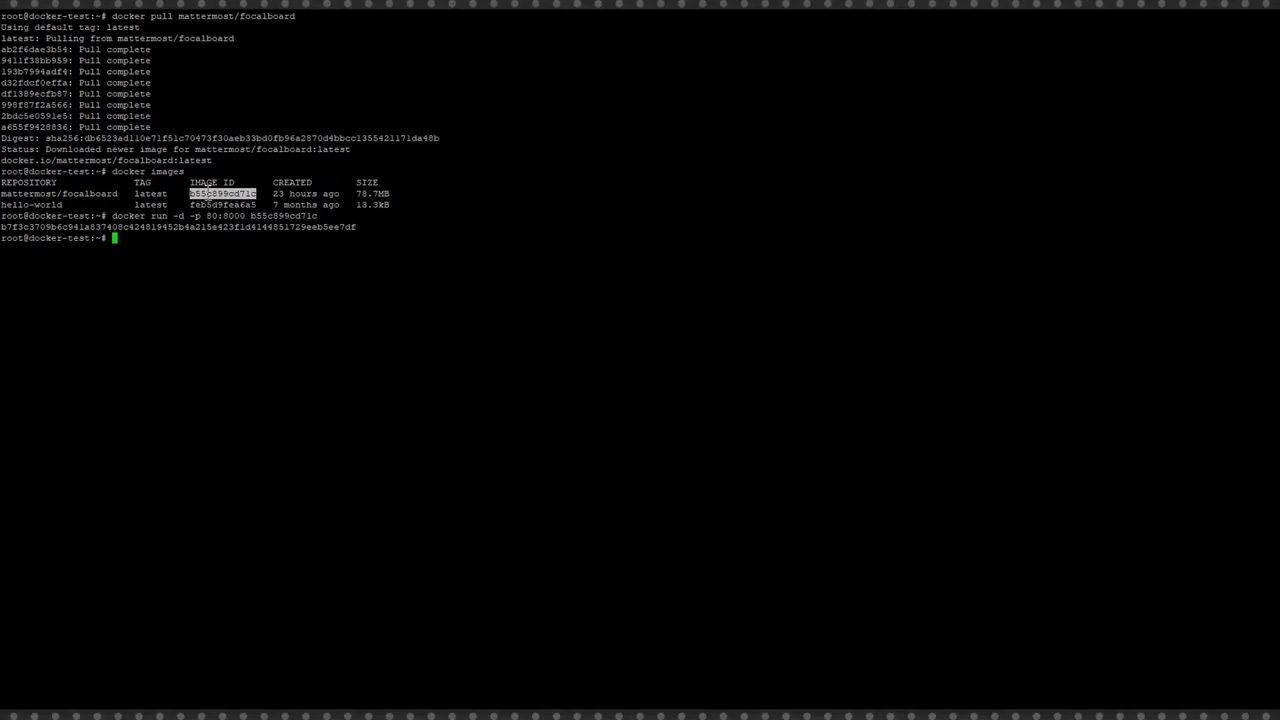 root@docker-test:~# docker pull mattermost/focalboard
Using default tag: latest
latest: Pulling from mattermost/focalboard
ab2f6dae3b54: Pull complete
9411f38bb959: Pull complete
193b7994adf4: Pull complete
d32fdcf0effa: Pull complete
df1389ecfb87: Pull complete
998f87f2a566: Pull complete
2bdc5e0591e5: Pull complete
a655f9428836: Pull complete
Digest: sha256:db6523ad110e71f51c70473f30aeb33bd0fb96a2870d4bbcc1355421171da48b
Status: Downloaded newer image for mattermost/focalboard:latest
docker.io/mattermost/focalboard:latest
root@docker-test:~# docker images
REPOSITORY TAG IMAGE ID CREATED SIZE
mattermost/focalboard latest b55c899cd71c 23 hours ago 78.7MB
hello-world latest feb5d9fea6a5 7 months ago 13.3kB
root@docker-test:~# docker run -d -p 80:8000 b55c899cd71c
b7f3c3709b6c941a837408c424819452b4a215e423f1d4144851729eeb5ee7df
root@docker-test:~#